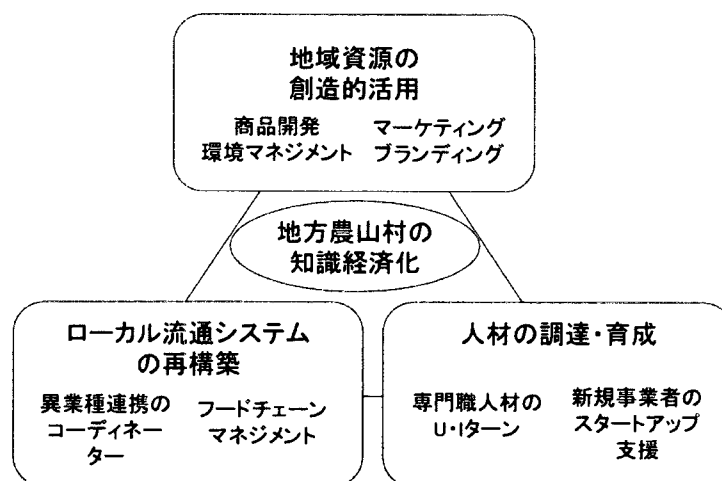 地域資源の
創造的活用
商品開発 マーケティング
環境マネジメント ブランディング
地方農山村の
知識経済化
ローカル流通システム
の再構築
異業種連携の
コーディネー
ター
フードチェーン
マネジメント
人材の調達・育成
専門職人材の
U・Iターン
新規事業者の
スタートアップ
支援